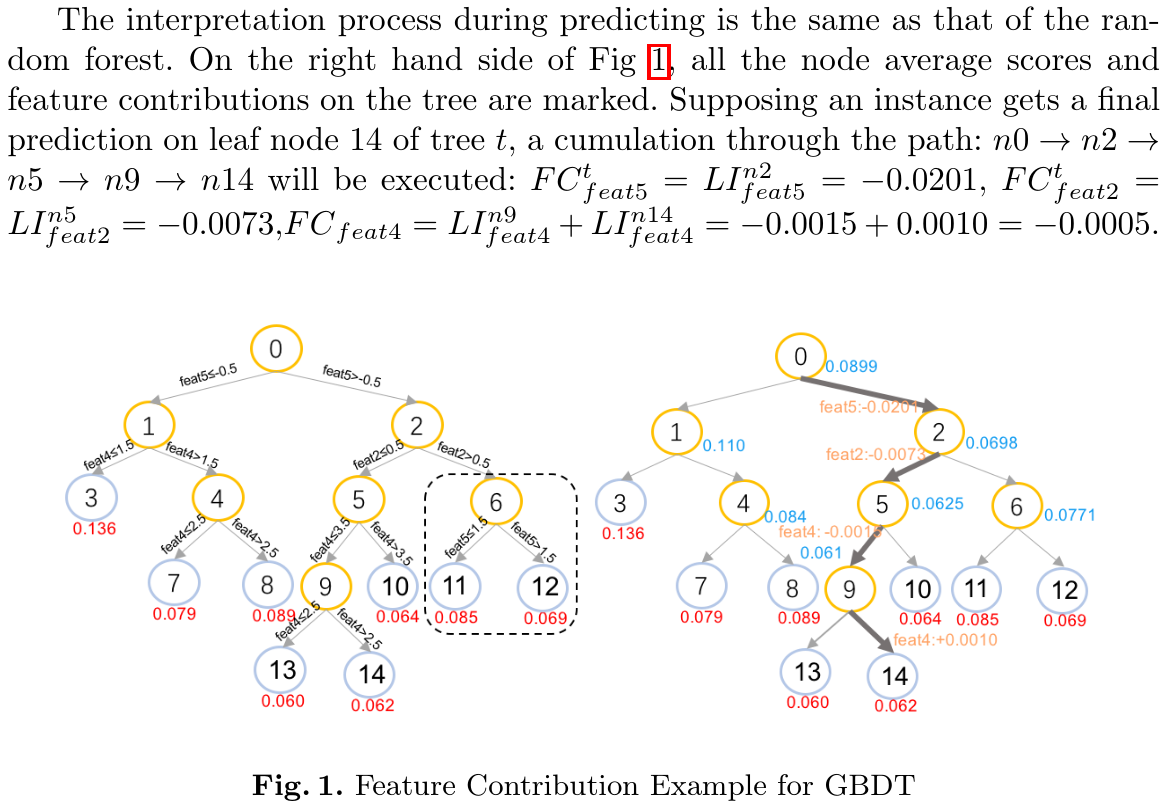 The interpretation process during predicting is the same as that of the ran-
dom forest. On the right hand side of Fig 1, all the node average scores and
feature contributions on the tree are marked. Supposing an instance gets a final
prediction on leaf node 14 of tree t, a cumulation through the path: n0 → n2 →
n5 → n9 → n14 will be executed: FC^t_{feat5} = LI^{n2}_{feat5} = −0.0201, FC^t_{feat2} =
LI^{n5}_{feat2} = −0.0073,FC_{feat4} = LI^{n9}_{feat4} + LI^{n14}_{feat4} = −0.0015 + 0.0010 = −0.0005.
0
feat5≤-0.5
feat5>-0.5
1
2
feat4≤1.5
feat4>1.5
feat2≤0.5
feat2>0.5
3
4
5
6
0.136
feat4≤2.5
feat4>2.5
feat4≤3.5
feat4>3.5
feat5≤1.5
feat5>1.5
7
8
9
10
11
12
0.079
0.089
0.064
0.085
0.069
feat4≤2.5
feat4>2.5
13
14
0.060
0.062
0
0.0899
feat5:-0.0201
1
0.110
2
0.0698
feat2:-0.0073
3
4
5
0.0625
6
0.0771
0.136
0.084
feat4: -0.0015
0.061
7
8
9
10
11
12
0.079
0.089
0.064
0.085
0.069
feat4:+0.0010
13
14
0.060
0.062
Fig. 1. Feature Contribution Example for GBDT